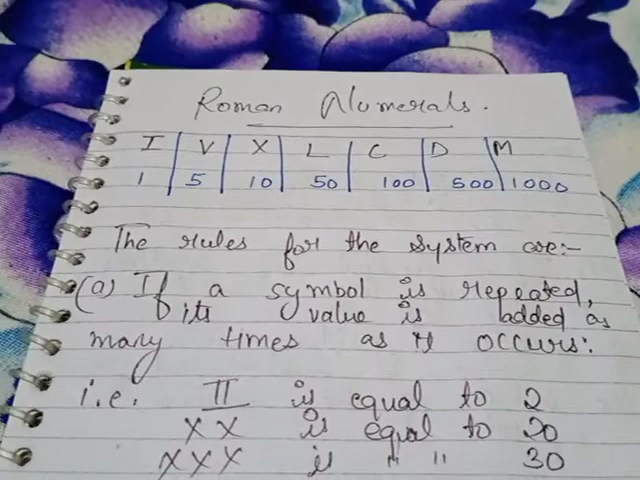 Roman Numerals.
I V X L C D M
1 5 10 50 100 500 1000
The rules for the system are:-
(a) If a symbol is repeated,
its value is added as
many times as it occurs:
i.e. II is equal to 2
XX is equal to 20
XXX is " " 30